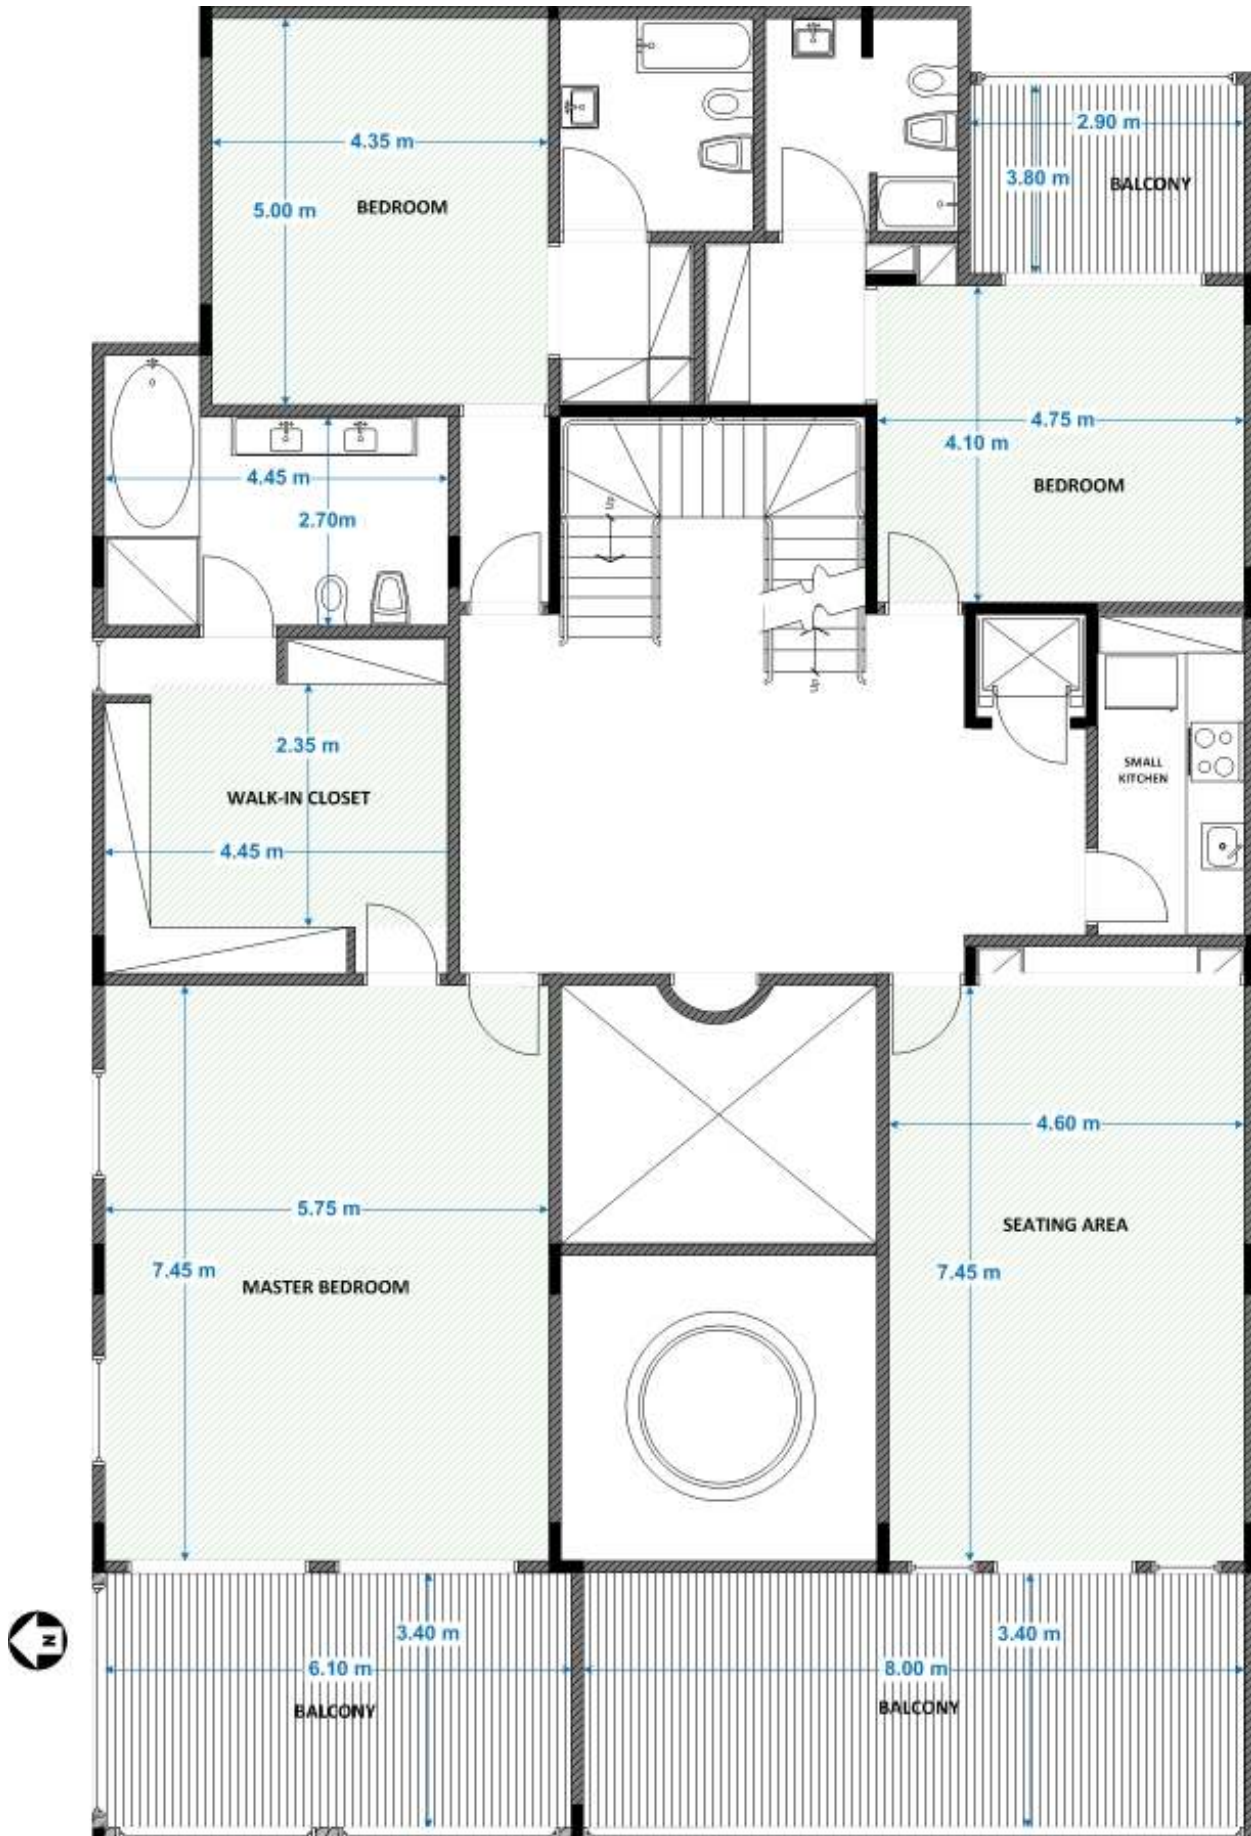 4.35 m
5.00 m
BEDROOM
2.90 m
3.80 m
BALCONY
4.75 m
4.10 m
BEDROOM
4.45 m
2.70m
Up
Up
2.35 m
WALK-IN CLOSET
4.45 m
SMALL
KITCHEN
4.60 m
5.75 m
SEATING AREA
7.45 m
MASTER BEDROOM
7.45 m
3.40 m
3.40 m
N
6.10 m
8.00 m
BALCONY
BALCONY